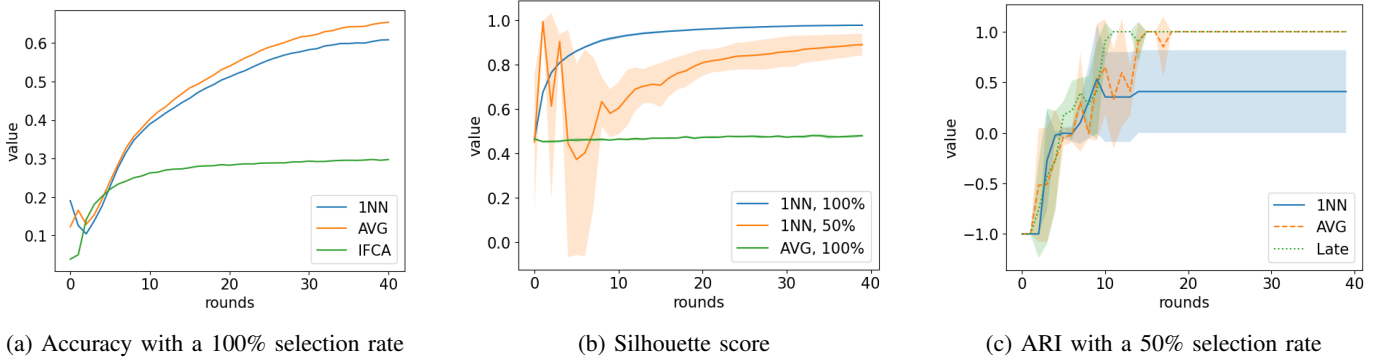 value
0.6
0.5
0.4
0.3
0.2
0.1
0
10
20
30
40
rounds
1NN
AVG
IFCA
(a) Accuracy with a 100% selection rate
value
1.0
0.8
0.6
0.4
0.2
0.0
0
10
20
30
40
rounds
1NN, 100%
1NN, 50%
AVG, 100%
(b) Silhouette score
value
1.0
0.5
0.0
−0.5
−1.0
0
10
20
30
40
rounds
1NN
AVG
Late
(c) ARI with a 50% selection rate